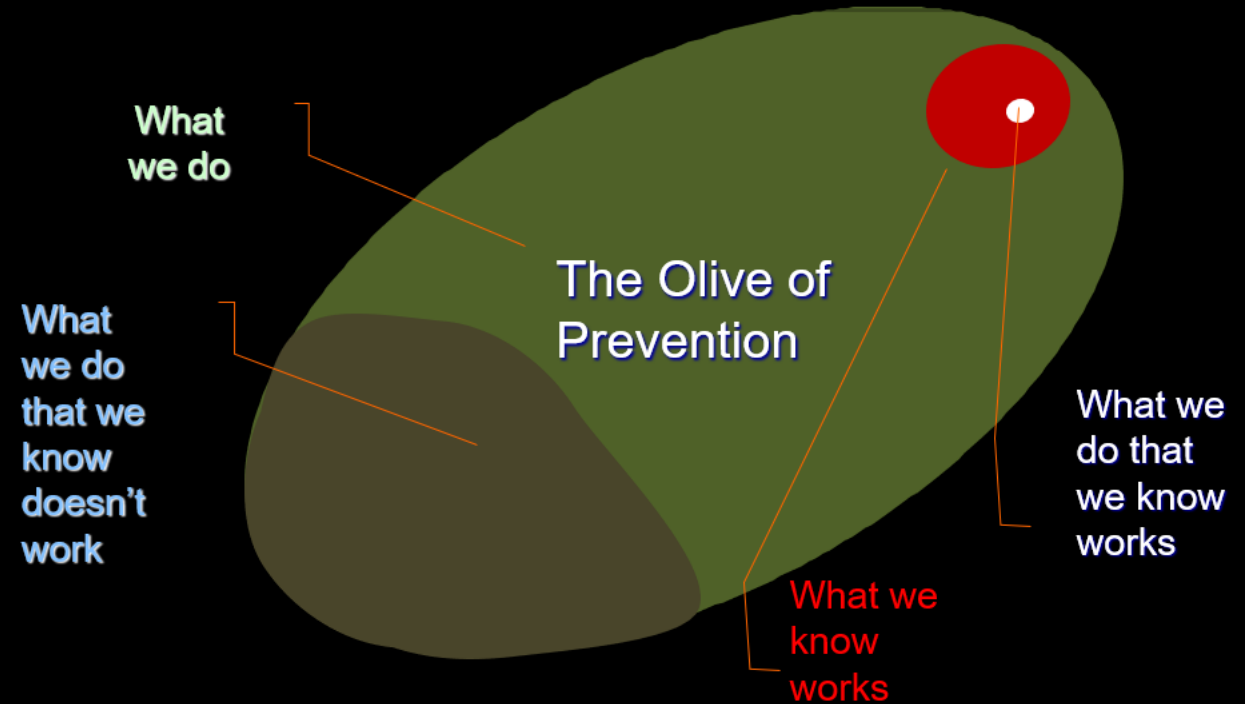 What
we do
The Olive of
Prevention
What
we do
that we
know
doesn't
work
What we
do that
we know
works
What we
know
works